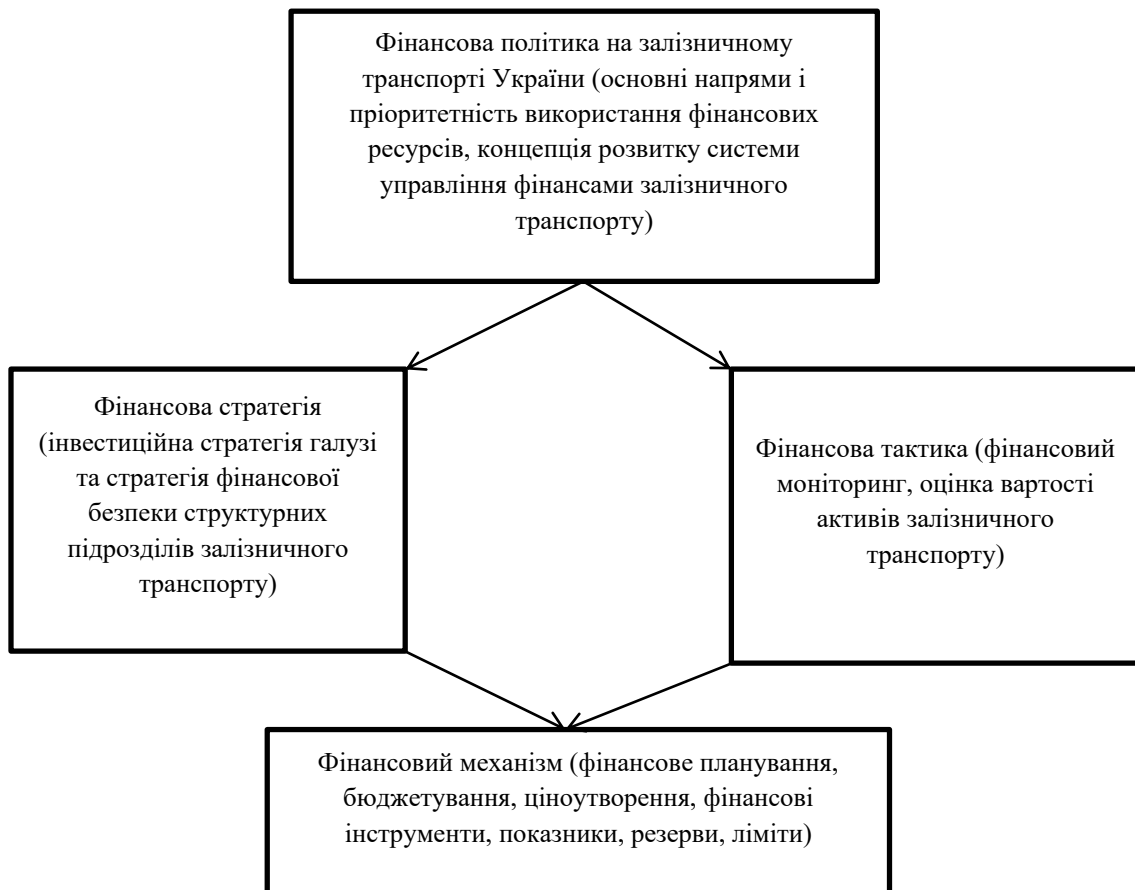 Фінансова політика на залізничному
транспорті України (основні напрями і
пріоритетність використання фінансових
ресурсів, концепція розвитку системи
управління фінансами залізничного
транспорту)
Фінансова стратегія
(інвестиційна стратегія галузі
та стратегія фінансової
безпеки структурних
підрозділів залізничного
транспорту)
Фінансова тактика (фінансовий
моніторинг, оцінка вартості
активів залізничного
транспорту)
Фінансовий механізм (фінансове планування,
бюджетування, ціноутворення, фінансові
інструменти, показники, резерви, ліміти)